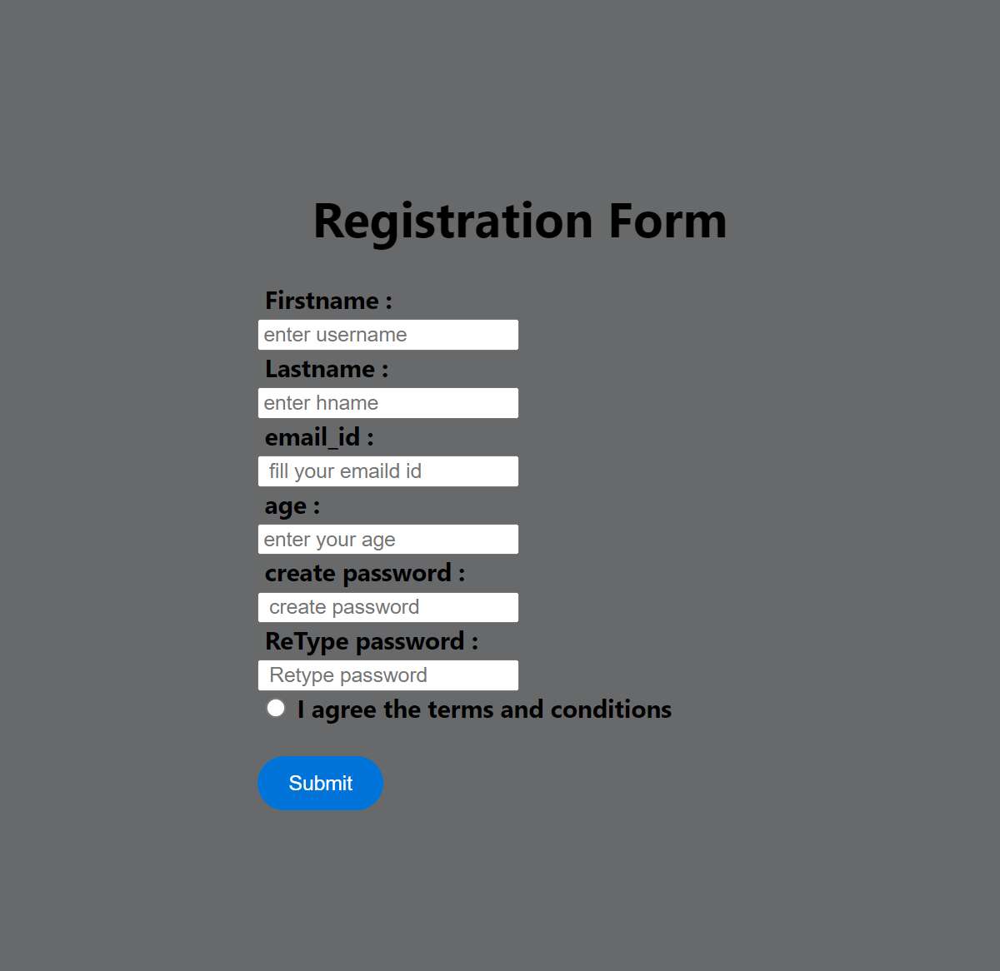 Registration Form
Firstname :
enter username
Lastname :
enter hname
email_id :
fill your emaild id
age :
enter your age
create password :
create password
ReType password :
Retype password
I agree the terms and conditions
Submit